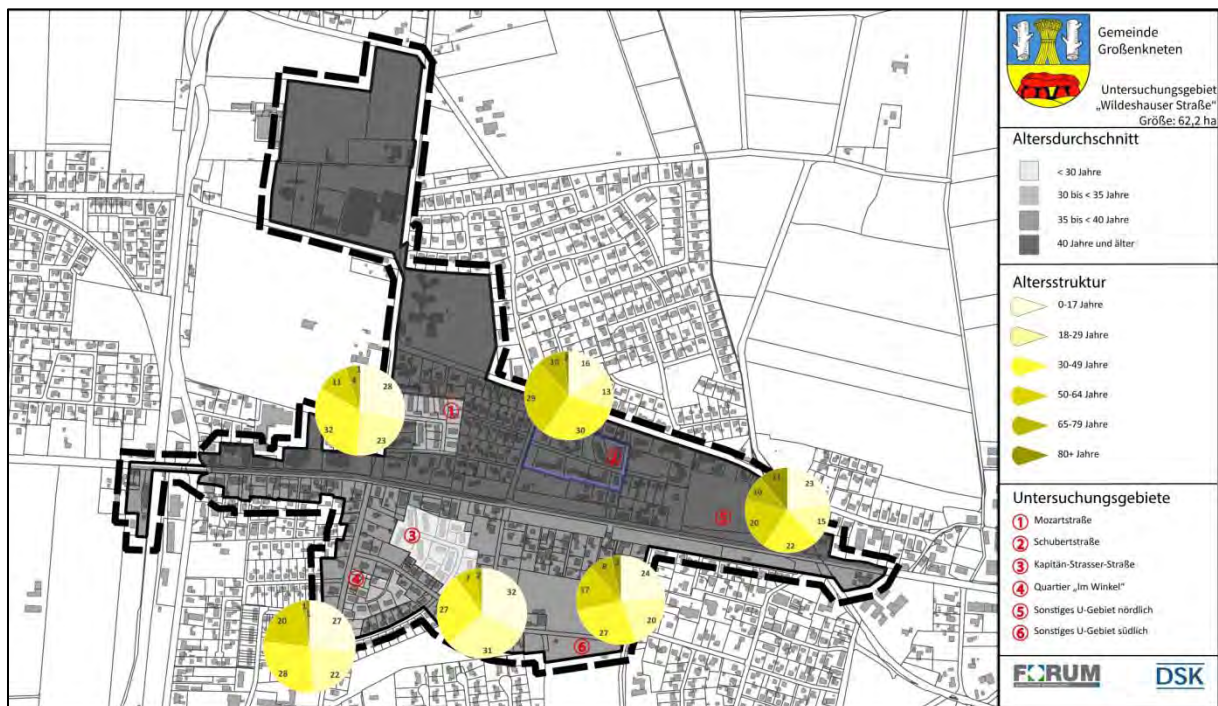 Gemeinde
Großenkneten
Untersuchungsgebiet
„Wildeshauser Straße“
Größe: 62,2 ha
Altersdurchschnitt
< 30 Jahre
30 bis < 35 Jahre
35 bis < 40 Jahre
40 Jahre und älter
Altersstruktur
0-17 Jahre
18-29 Jahre
30-49 Jahre
50-64 Jahre
65-79 Jahre
80+ Jahre
Untersuchungsgebiete
1 Mozartstraße
2 Schubertstraße
3 Kapitän-Strasser-Straße
4 Quartier „Im Winkel“
5 Sonstiges U-Gebiet nördlich
6 Sonstiges U-Gebiet südlich
FORUM
DSK
1
4
11
28
32
23
1
16
13
29
30
5
23
15
20
22
3
4
32
27
31
24
8
20
27
6
20
27
28
22